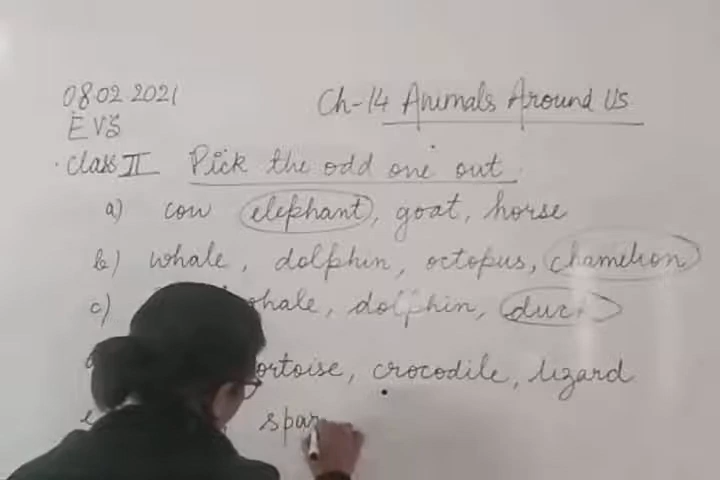 08.02.2021
Ch-14 Animals Around Us
EVS
Class II Pick the odd one out
a) cow elephant, goat, horse
b) whale, dolphin, octopus, chamelion
c) whale, dolphin, duck
tortoise, crocodile, lizard
spar